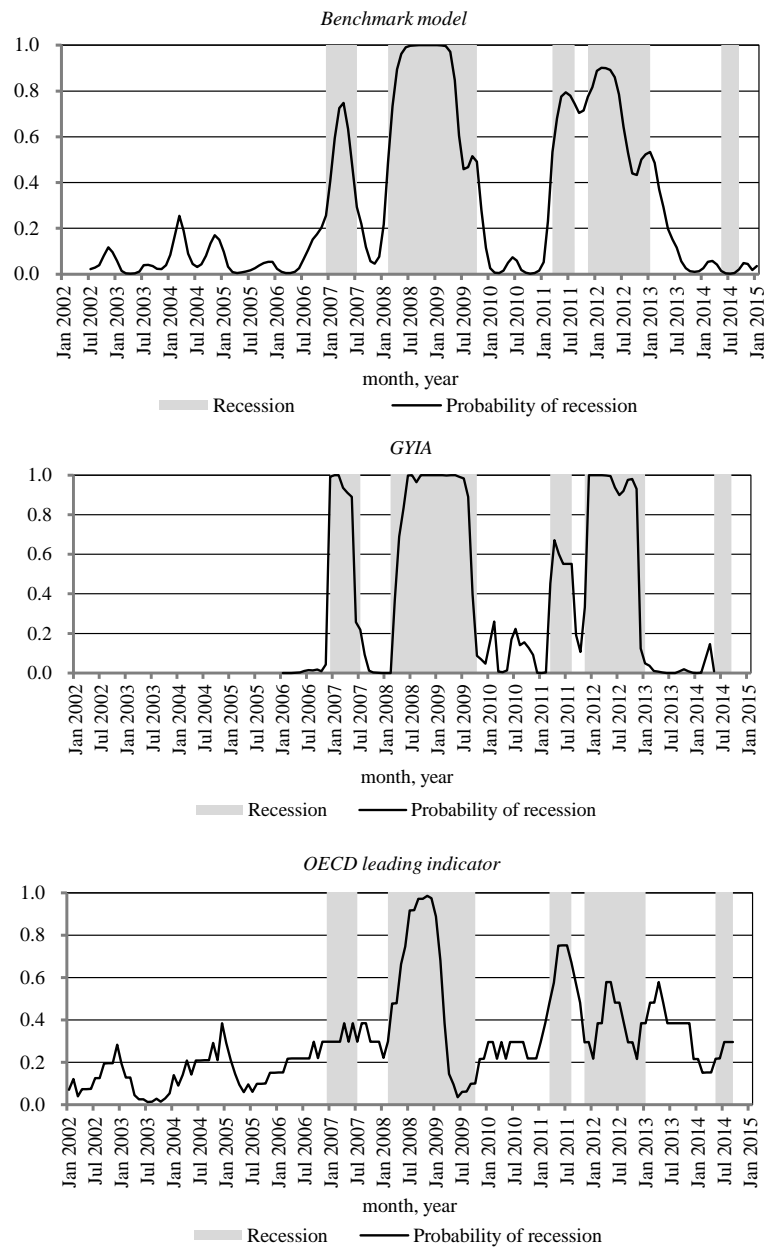 Benchmark model
1.0
0.8
0.6
0.4
0.2
0.0
Jan 2002
Jul 2002
Jan 2003
Jul 2003
Jan 2004
Jul 2004
Jan 2005
Jul 2005
Jan 2006
Jul 2006
Jan 2007
Jul 2007
Jan 2008
Jul 2008
Jan 2009
Jul 2009
Jan 2010
Jul 2010
Jan 2011
Jul 2011
Jan 2012
Jul 2012
Jan 2013
Jul 2013
Jan 2014
Jul 2014
Jan 2015
month, year
Recession Probability of recession
GYIA
1.0
0.8
0.6
0.4
0.2
0.0
Jan 2002
Jul 2002
Jan 2003
Jul 2003
Jan 2004
Jul 2004
Jan 2005
Jul 2005
Jan 2006
Jul 2006
Jan 2007
Jul 2007
Jan 2008
Jul 2008
Jan 2009
Jul 2009
Jan 2010
Jul 2010
Jan 2011
Jul 2011
Jan 2012
Jul 2012
Jan 2013
Jul 2013
Jan 2014
Jul 2014
Jan 2015
month, year
Recession Probability of recession
OECD leading indicator
1.0
0.8
0.6
0.4
0.2
0.0
Jan 2002
Jul 2002
Jan 2003
Jul 2003
Jan 2004
Jul 2004
Jan 2005
Jul 2005
Jan 2006
Jul 2006
Jan 2007
Jul 2007
Jan 2008
Jul 2008
Jan 2009
Jul 2009
Jan 2010
Jul 2010
Jan 2011
Jul 2011
Jan 2012
Jul 2012
Jan 2013
Jul 2013
Jan 2014
Jul 2014
Jan 2015
month, year
Recession Probability of recession